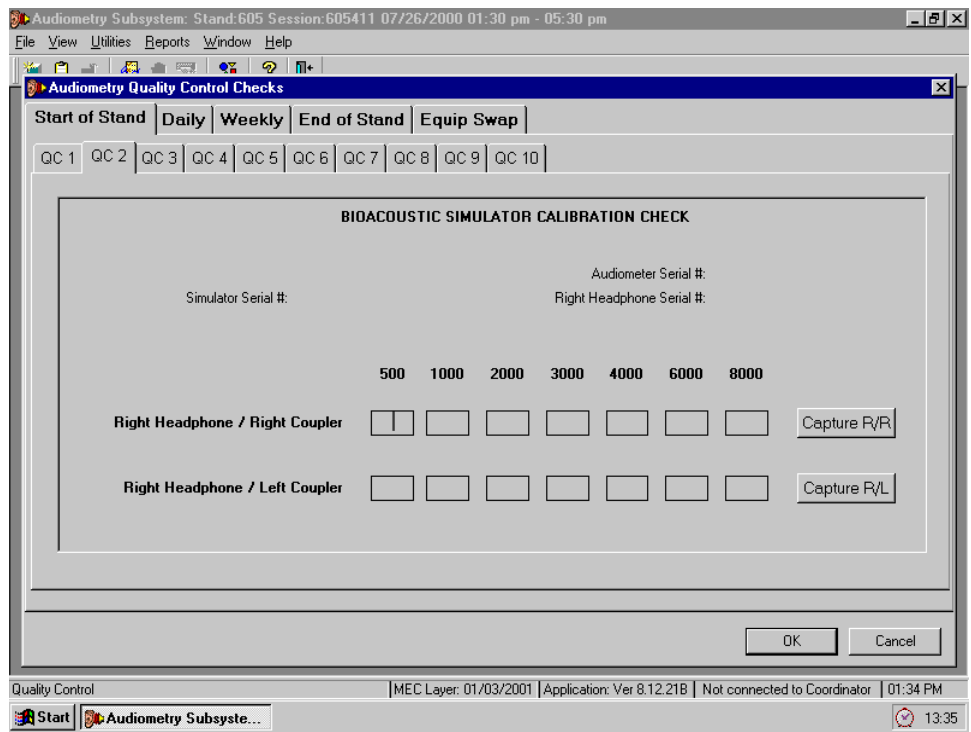 Audiometry Subsystem: Stand:605 Session:605411 07/26/2000 01:30 pm - 05:30 pm
File View Utilities Reports Window Help
Audiometry Quality Control Checks
Start of Stand Daily Weekly End of Stand Equip Swap
QC 1 QC 2 QC 3 QC 4 QC 5 QC 6 QC 7 QC 8 QC 9 QC 10
BIOACOUSTIC SIMULATOR CALIBRATION CHECK
Audiometer Serial #:
Simulator Serial #: Right Headphone Serial #:
500 1000 2000 3000 4000 6000 8000
Right Headphone / Right Coupler Capture R/R
Right Headphone / Left Coupler Capture R/L
OK Cancel
Quality Control MEC Layer: 01/03/2001 Application: Ver 8.12.21B Not connected to Coordinator 01:34 PM
Start Audiometry Subsyste... 13:35